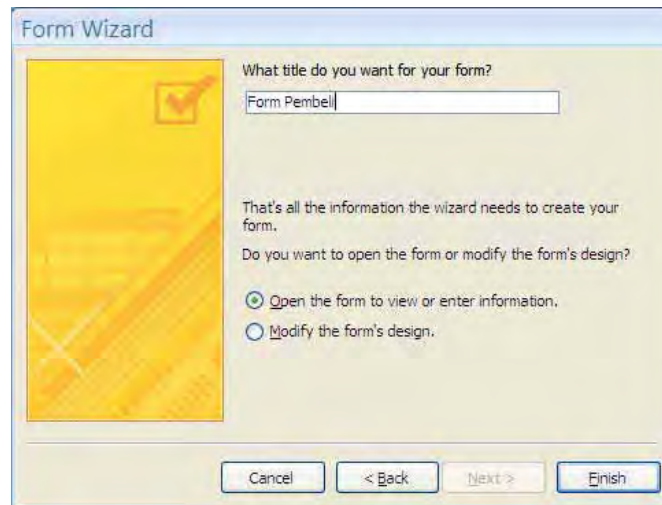 Form Wizard
What title do you want for your form?
Form Pembeli
That's all the information the wizard needs to create your
form.
Do you want to open the form or modify the form's design?
Open the form to view or enter information.
Modify the form's design.
Cancel
< Back
Next >
Finish